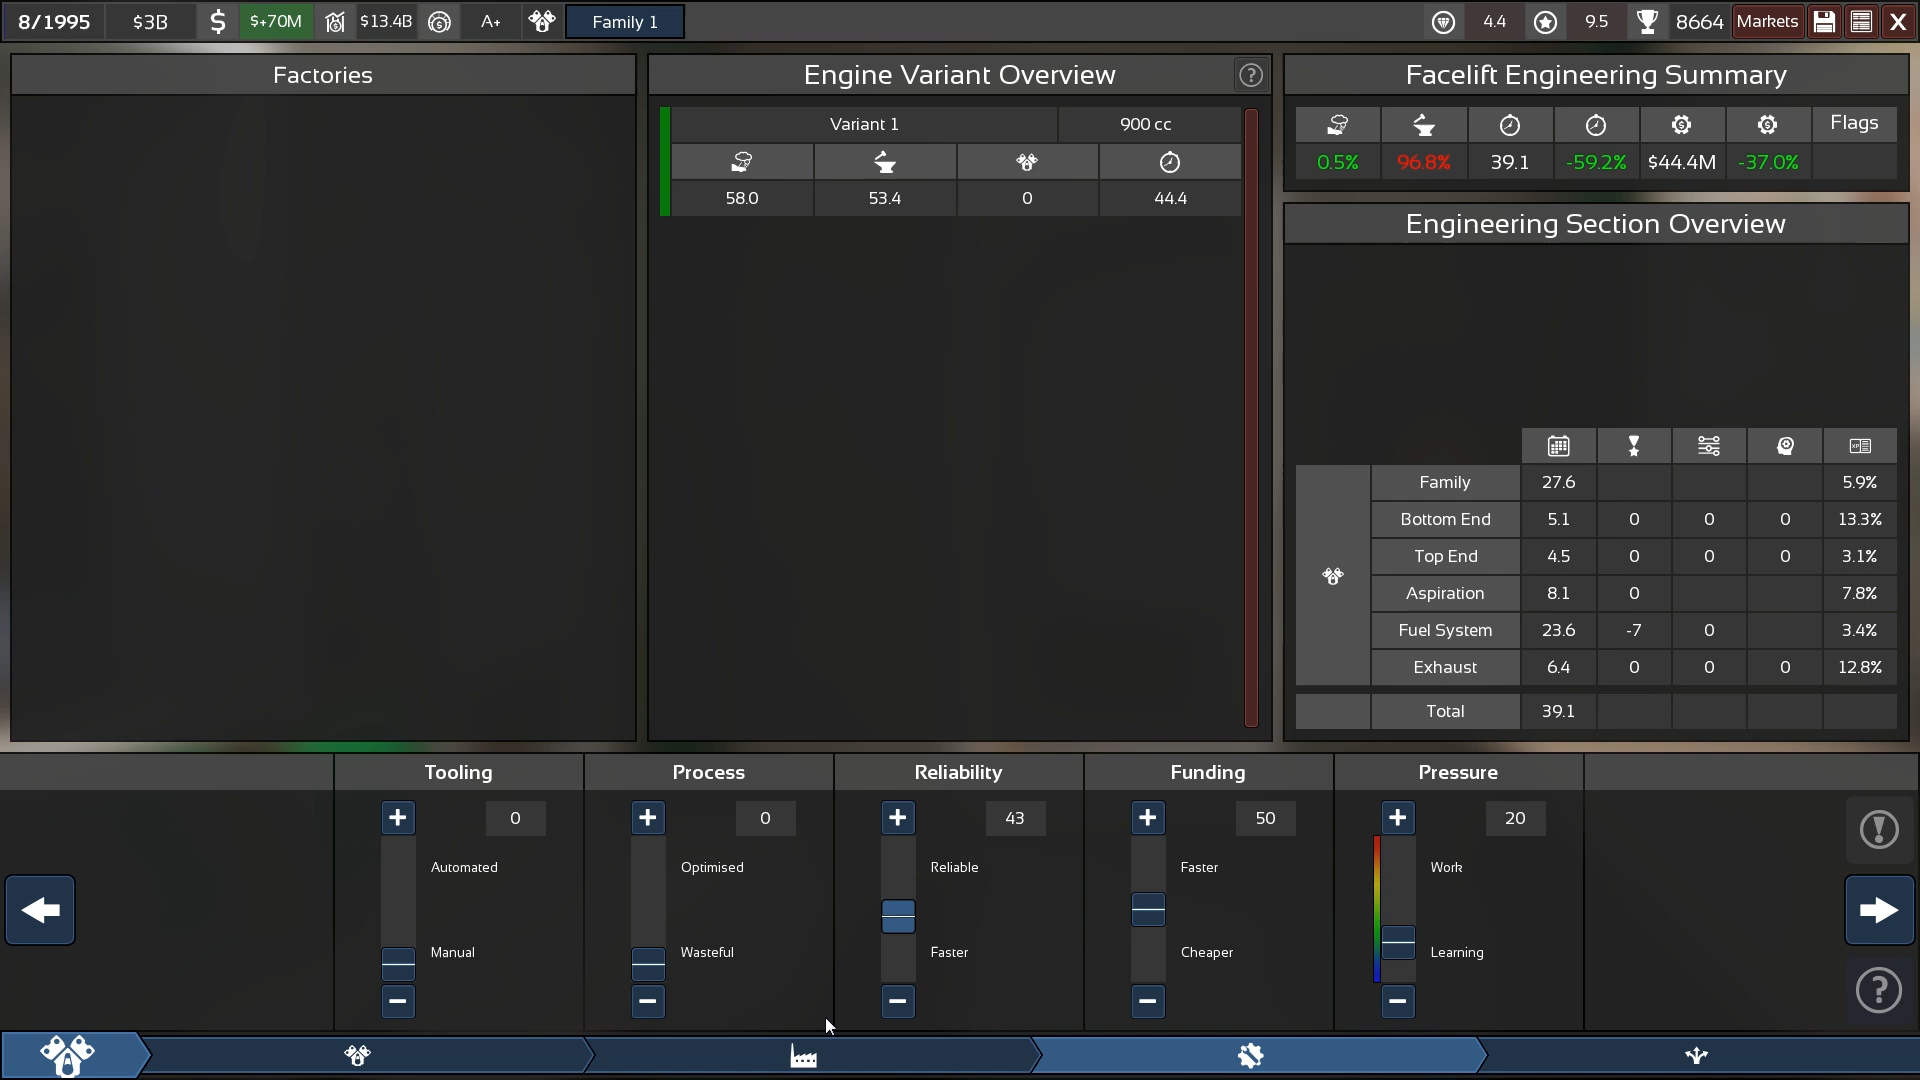 8/1995 $3B $+70M $13.4B A+ Family 1 4.4 9.5 8664 Markets
Factories
Engine Variant Overview
Variant 1 900 cc
58.0 53.4 0 44.4
Facelift Engineering Summary
Flags
0.5% 96.8% 39.1 -59.2% $44.4M -37.0%
Engineering Section Overview
Family 27.6 5.9%
Bottom End 5.1 0 0 0 13.3%
Top End 4.5 0 0 0 3.1%
Aspiration 8.1 0 7.8%
Fuel System 23.6 -7 0 3.4%
Exhaust 6.4 0 0 0 12.8%
Total 39.1
Tooling Process Reliability Funding Pressure
0 0 43 50 20
Automated Optimised Reliable Faster Work
Manual Wasteful Faster Cheaper Learning